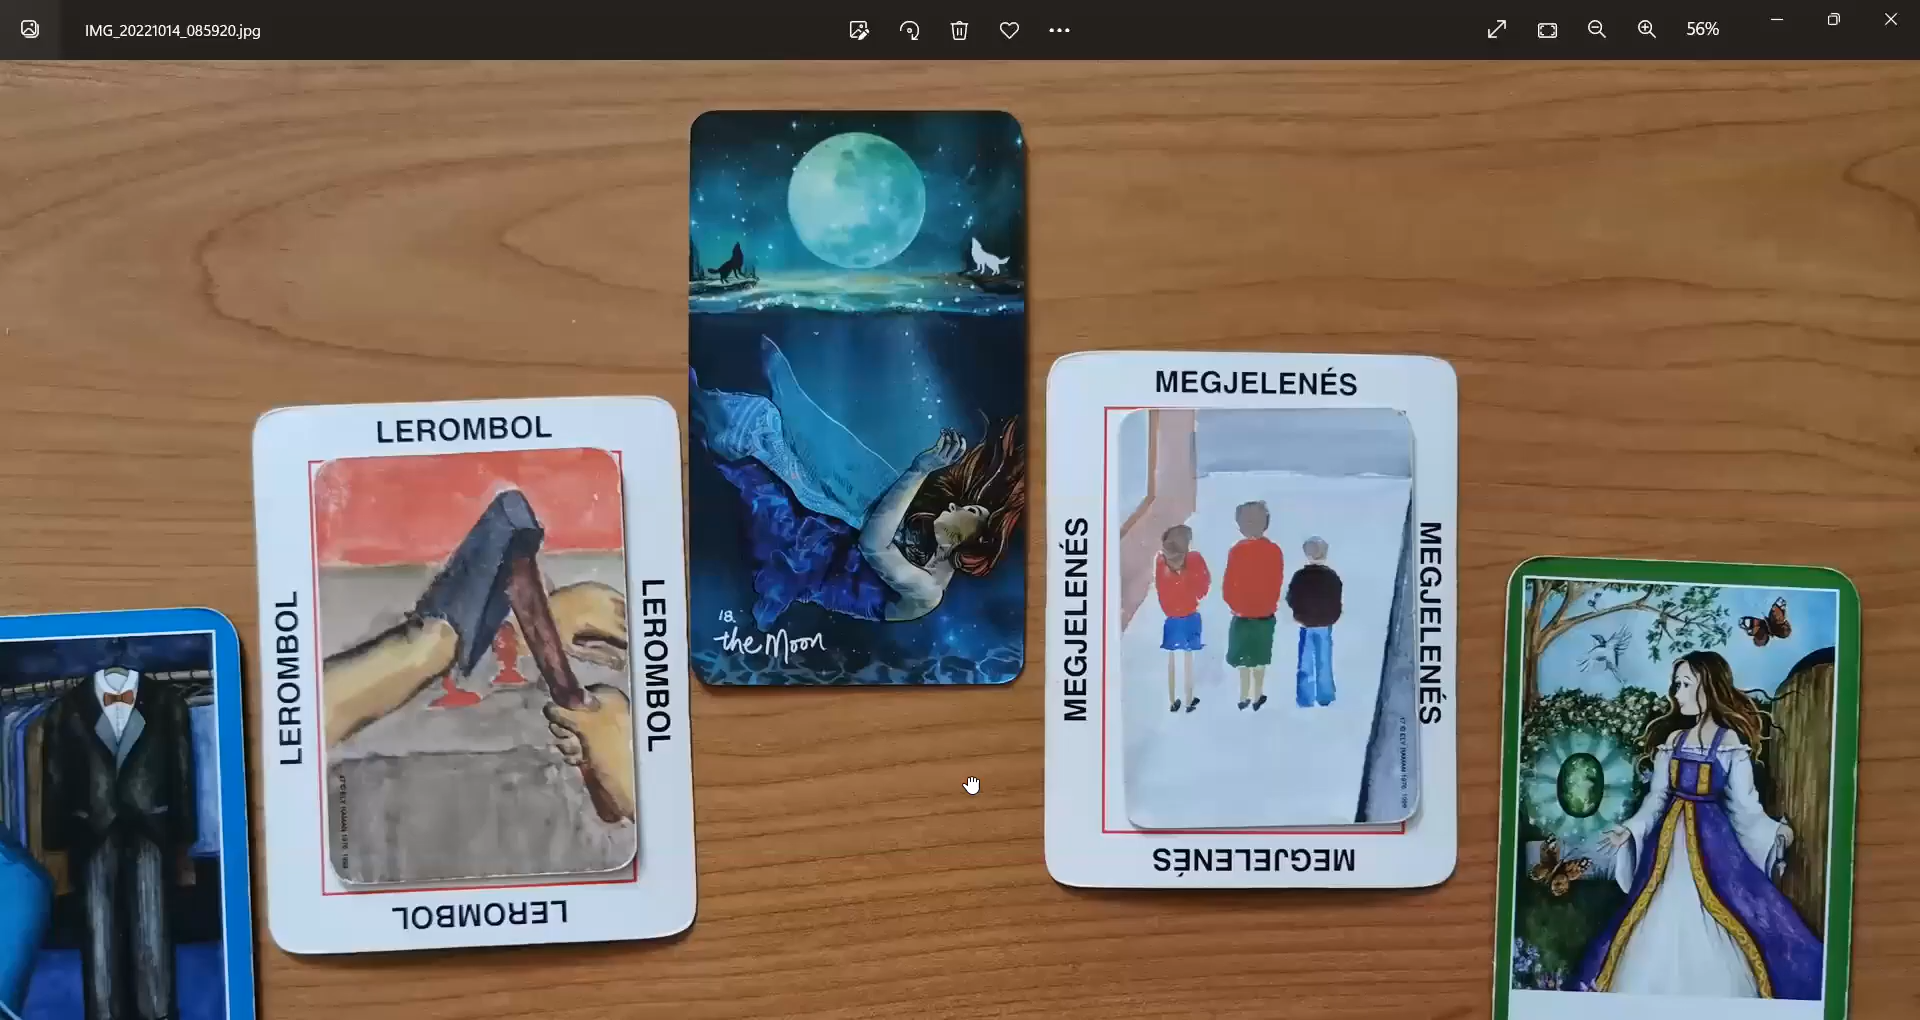 IMG_20221014_085920.jpg
56%
LEROMBOL
LEROMBOL
LEROMBOL
LEROMBOL
18.
the Moon
MEGJELENÉS
MEGJELENÉS
MEGJELENÉS
MEGJELENÉS